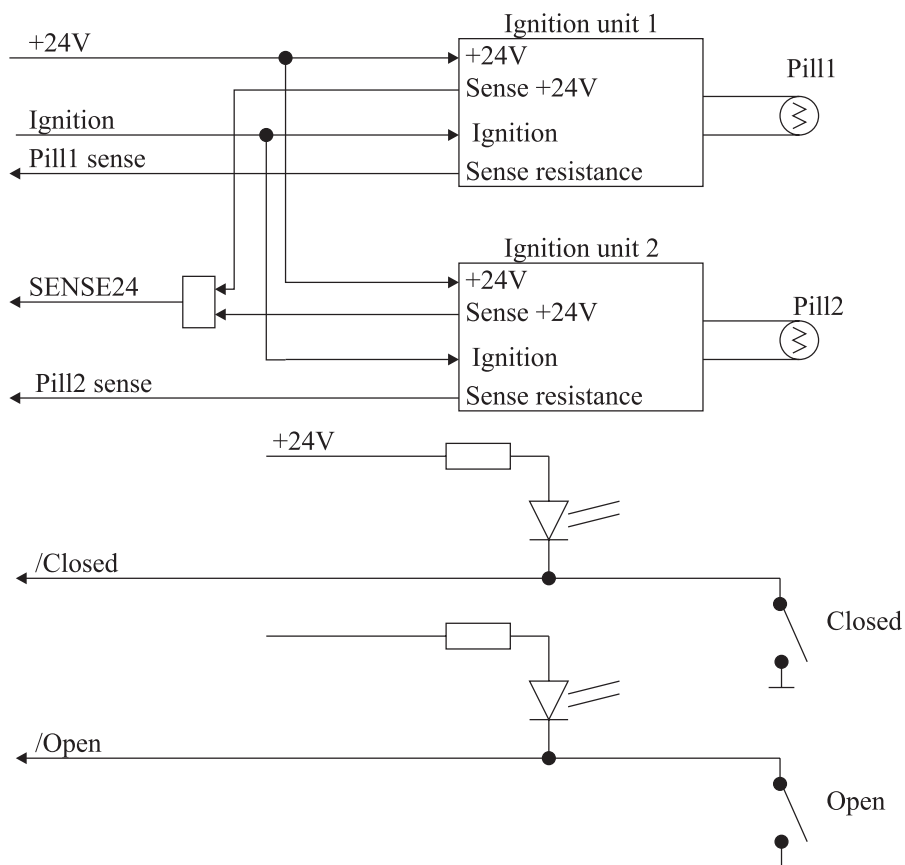 Ignition unit 1
+24V
+24V
Sense +24V
Pill1
Ignition
Ignition
Pill1 sense
Sense resistance
Ignition unit 2
+24V
SENSE24
Sense +24V
Pill2
Ignition
Pill2 sense
Sense resistance
+24V
/Closed
Closed
/Open
Open